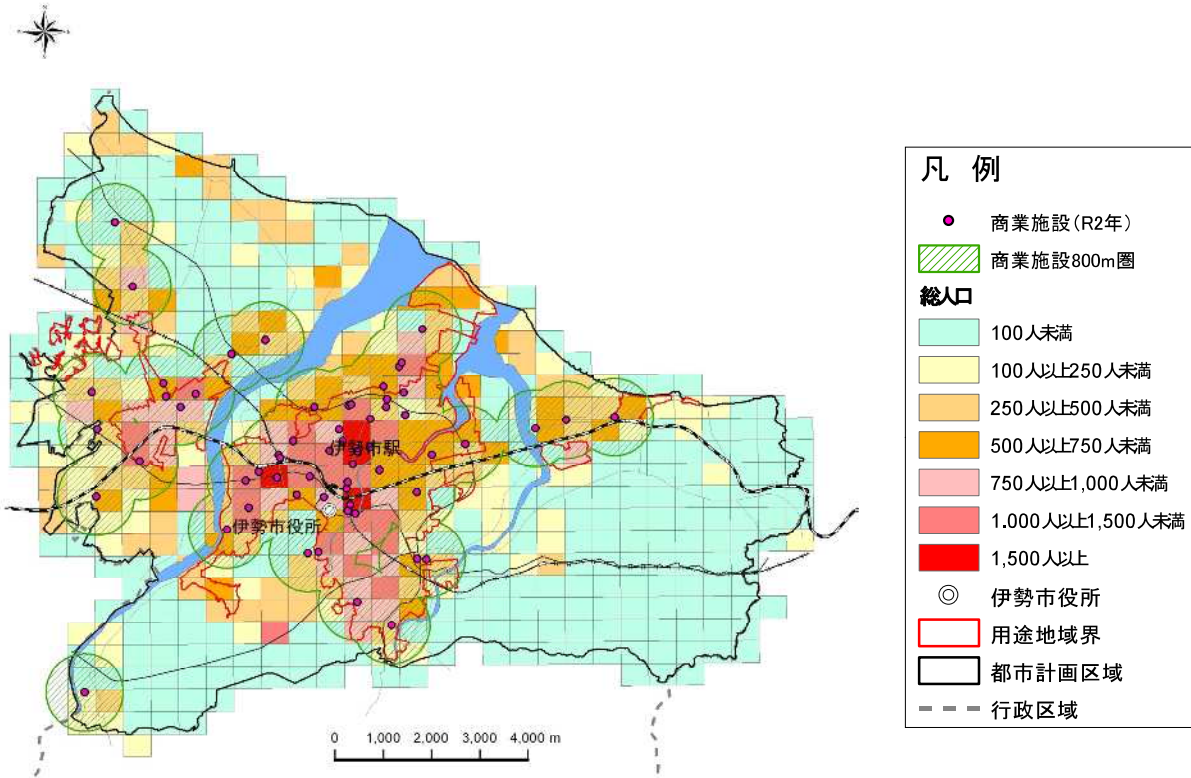 凡 例
商業施設(R2年)
商業施設800m圏
総人口
100人未満
100人以上250人未満
250人以上500人未満
500人以上750人未満
750人以上1,000人未満
1.000人以上1,500人未満
1,500人以上
伊勢市役所
用途地域界
都市計画区域
行政区域
伊勢市駅
伊勢市役所
0 1,000 2,000 3,000 4,000 m